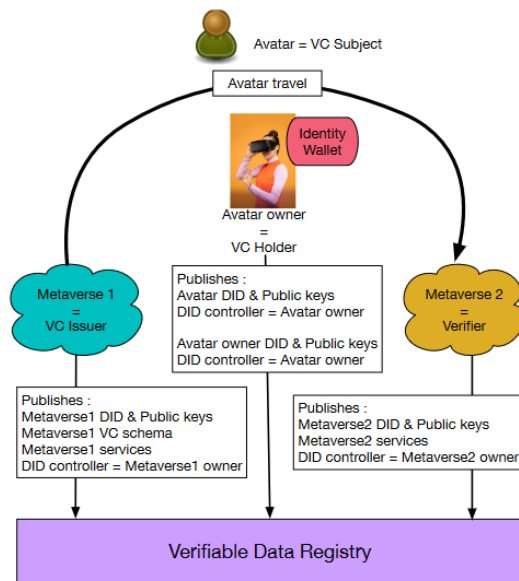 Avatar = VC Subject
Avatar travel
Identity
Wallet
Avatar owner
=
VC Holder
Metaverse 1
=
VC Issuer
Publishes :
Avatar DID & Public keys
DID controller = Avatar owner
Avatar owner DID & Public keys
DID controller = Avatar owner
Metaverse 2
=
Verifier
Publishes :
Metaverse1 DID & Public keys
Metaverse1 VC schema
Metaverse1 services
DID controller = Metaverse1 owner
Publishes :
Metaverse2 DID & Public keys
Metaverse2 services
DID controller = Metaverse2 owner
Verifiable Data Registry